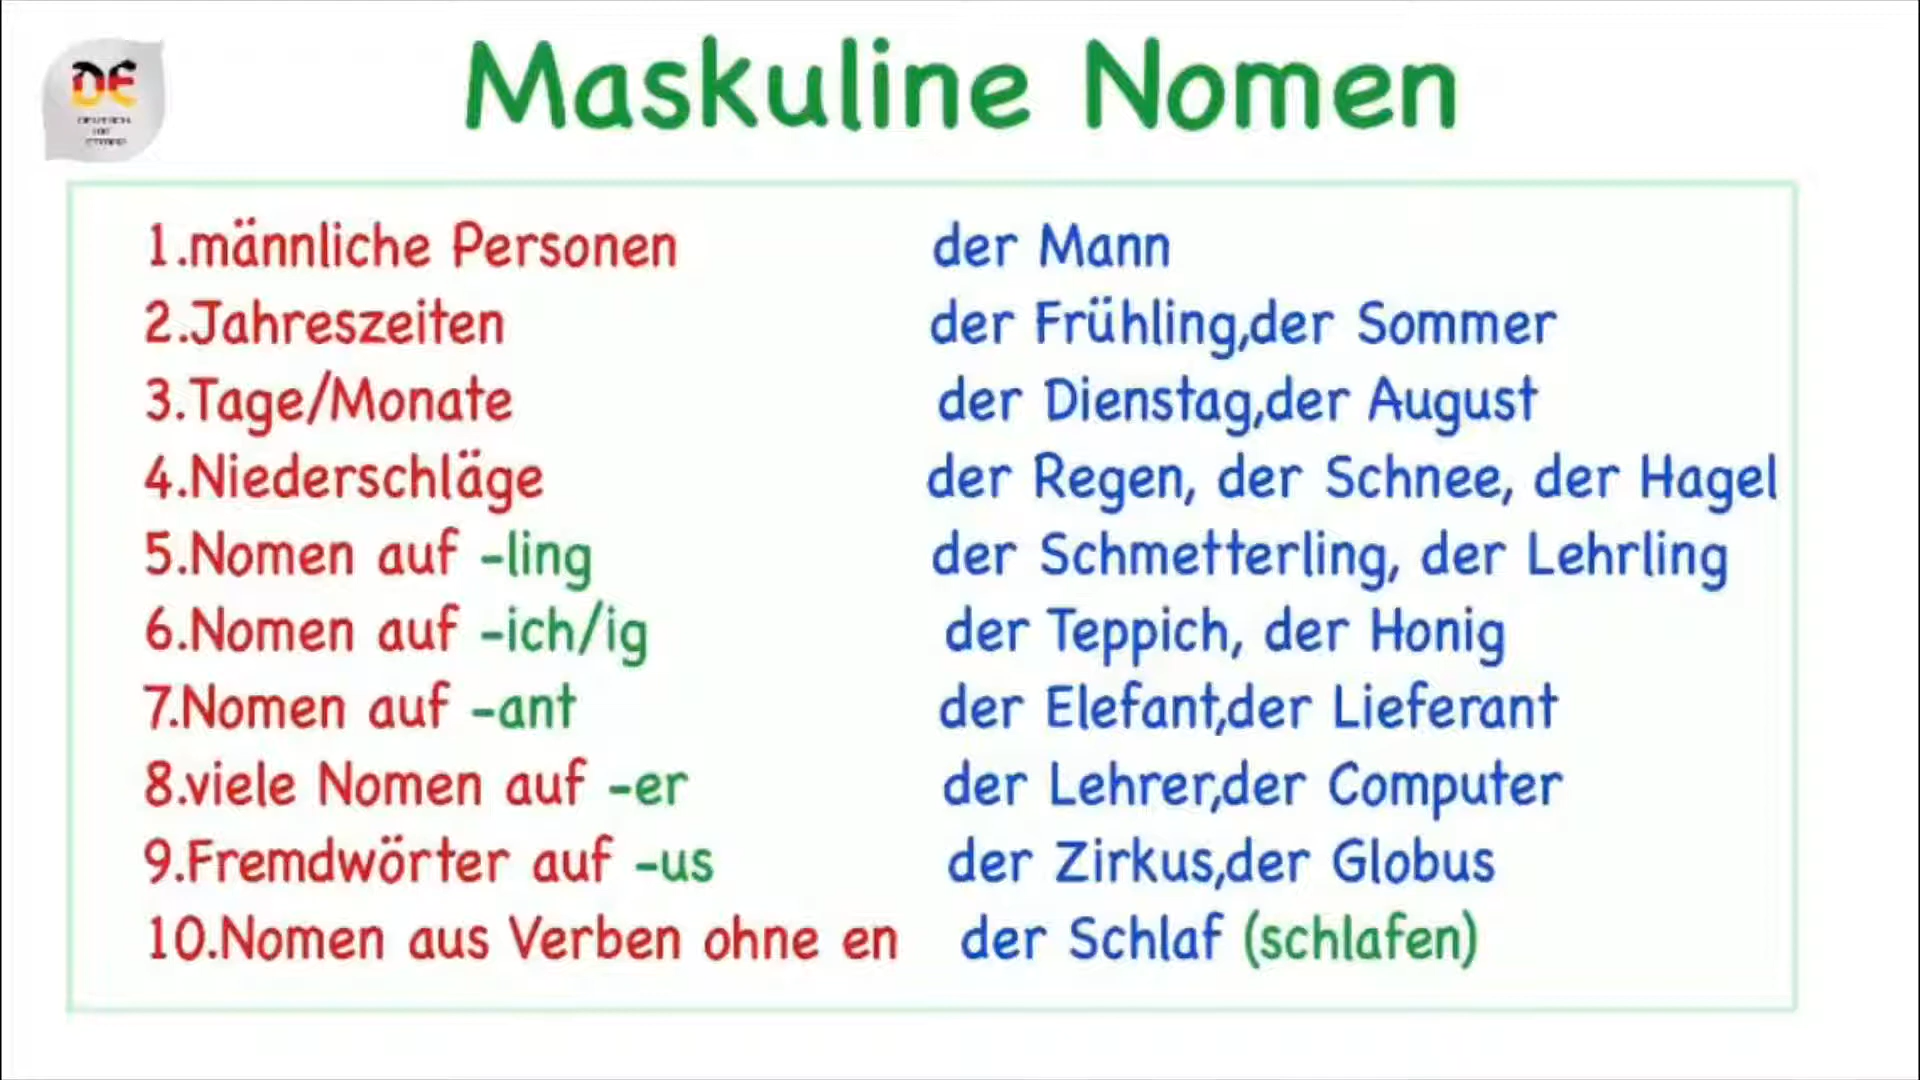 DE
Maskuline Nomen
1.männliche Personen der Mann
2.Jahreszeiten der Frühling,der Sommer
3.Tage/Monate der Dienstag,der August
4.Niederschläge der Regen, der Schnee, der Hagel
5.Nomen auf -ling der Schmetterling, der Lehrling
6.Nomen auf -ich/ig der Teppich, der Honig
7.Nomen auf -ant der Elefant,der Lieferant
8.viele Nomen auf -er der Lehrer,der Computer
9.Fremdwörter auf -us der Zirkus,der Globus
10.Nomen aus Verben ohne en der Schlaf (schlafen)